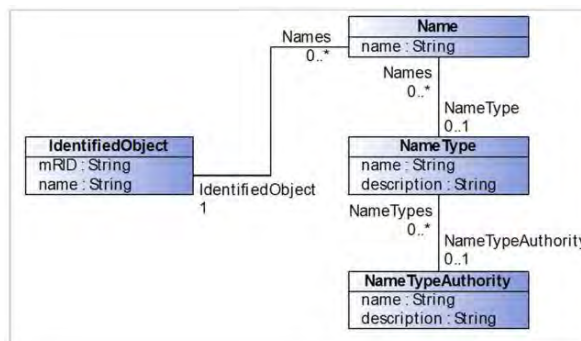 Names
0..*
Name
name : String
Names
0..*
NameType
0..1
IdentifiedObject
mRID : String
name : String
IdentifiedObject
1
NameType
name : String
description : String
NameTypes
0..*
NameTypeAuthority
0..1
NameTypeAuthority
name : String
description : String